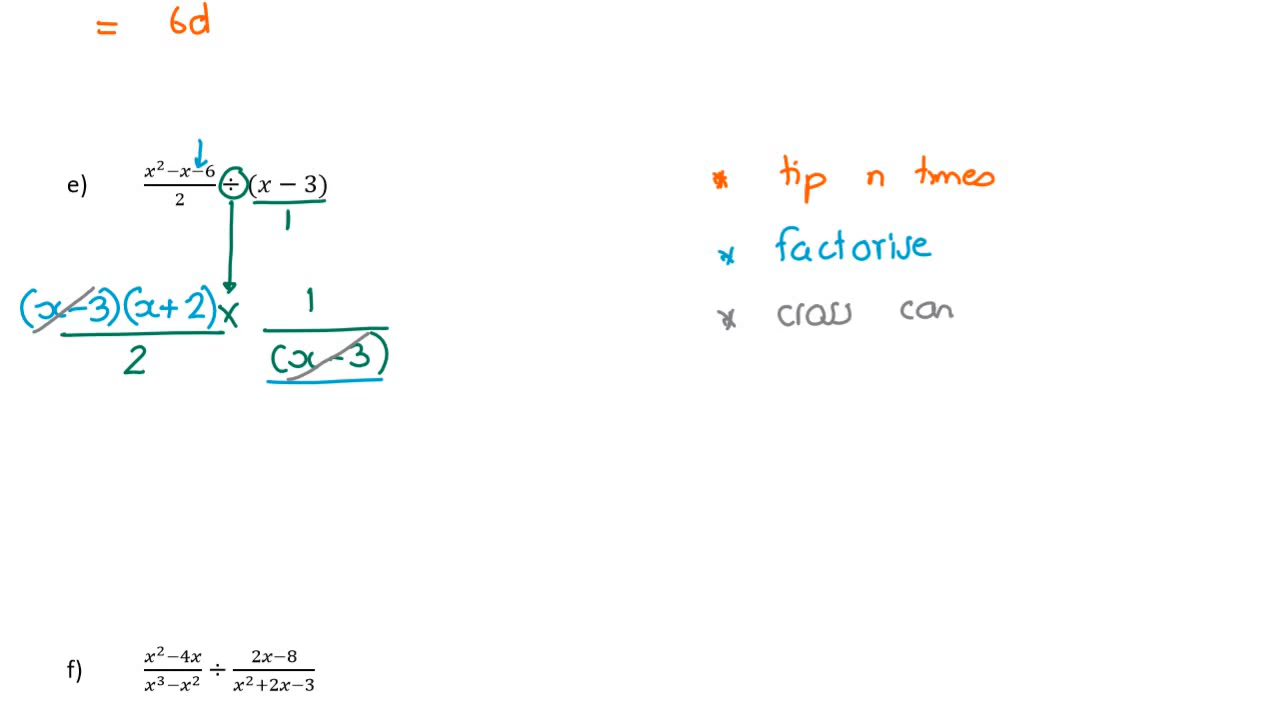 = 6d
e) (x²−x−6)/2 ÷ (x − 3)
1
* tip n times
* factorise
* cross can
(x−3)(x+2) × 1
2 (x−3)
f) (x²−4x)/(x³−x²) ÷ (2x−8)/(x²+2x−3)